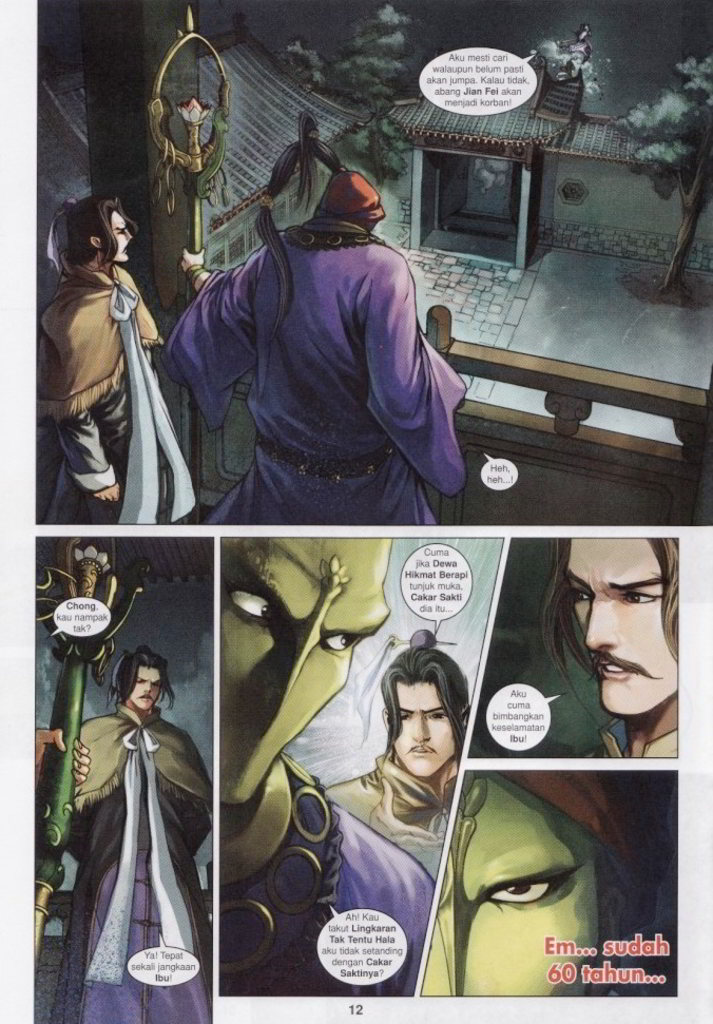 Aku mesti cari
walaupun belum pasti
akan jumpa. Kalau tidak,
abang Jian Fei akan
menjadi korban!
Heh,
heh...!
Chong,
kau nampak
tak?
Ya! Tepat
sekali jangkaan
Ibu!
Cuma
jika Dewa
Hikmat Berapi
tunjuk muka,
Cakar Sakti
dia itu...
Ah! Kau
takut Lingkaran
Tak Tentu Hala
aku tidak setanding
dengan Cakar
Saktinya?
Aku
cuma
bimbangkan
keselamatan
Ibu!
Em... sudah
60 tahun...
12